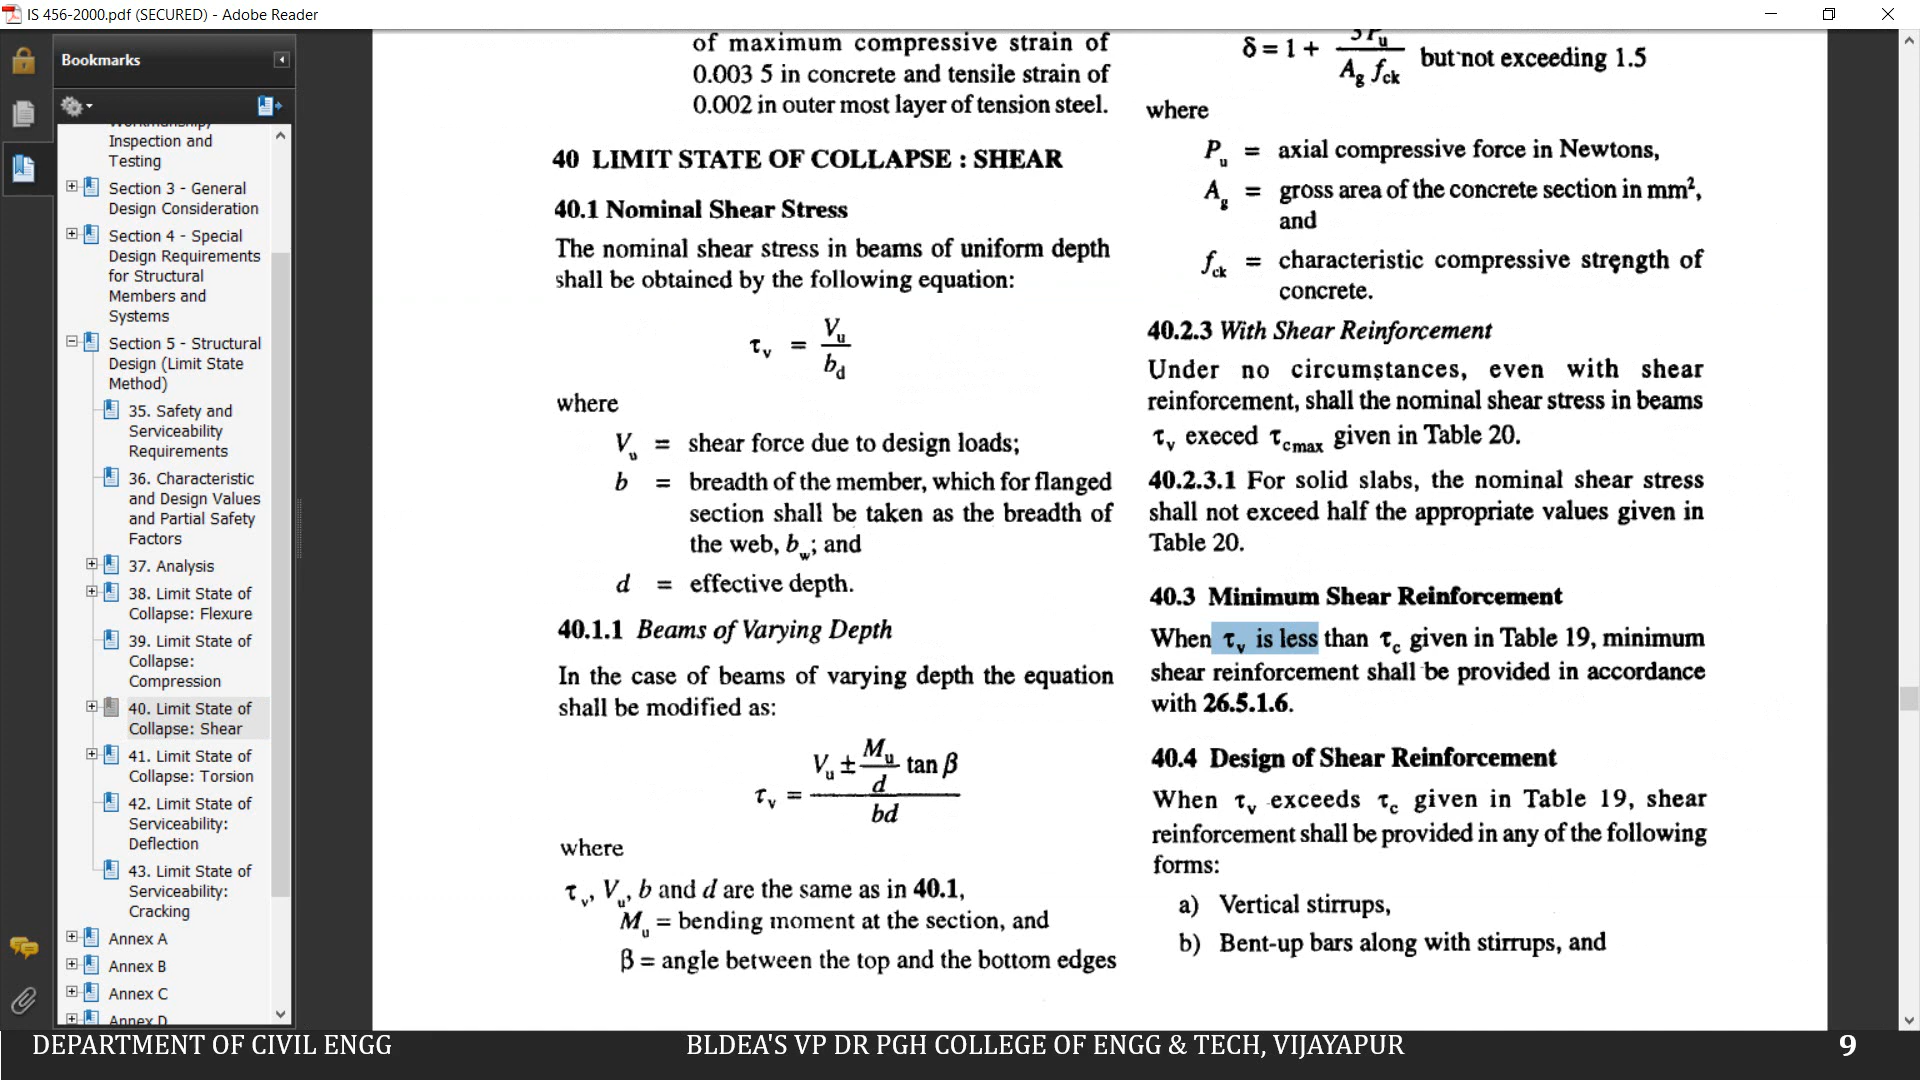 IS 456-2000.pdf (SECURED) - Adobe Reader
Bookmarks
Workmanship,
Inspection and
Testing
Section 3 - General
Design Consideration
Section 4 - Special
Design Requirements
for Structural
Members and
Systems
Section 5 - Structural
Design (Limit State
Method)
35. Safety and
Serviceability
Requirements
36. Characteristic
and Design Values
and Partial Safety
Factors
37. Analysis
38. Limit State of
Collapse: Flexure
39. Limit State of
Collapse:
Compression
40. Limit State of
Collapse: Shear
41. Limit State of
Collapse: Torsion
42. Limit State of
Serviceability:
Deflection
43. Limit State of
Serviceability:
Cracking
Annex A
Annex B
Annex C
Annex D
of maximum compressive strain of
0.003 5 in concrete and tensile strain of
0.002 in outer most layer of tension steel.
40 LIMIT STATE OF COLLAPSE : SHEAR
40.1 Nominal Shear Stress
The nominal shear stress in beams of uniform depth
shall be obtained by the following equation:
τv = Vu / bd
where
Vu = shear force due to design loads;
b = breadth of the member, which for flanged
section shall be taken as the breadth of
the web, bw; and
d = effective depth.
40.1.1 Beams of Varying Depth
In the case of beams of varying depth the equation
shall be modified as:
τv = (Vu ± Mu/d tan β) / bd
where
τv, Vu, b and d are the same as in 40.1,
Mu = bending moment at the section, and
β = angle between the top and the bottom edges
δ = 1 + 3Pu / Ag fck but not exceeding 1.5
where
Pu = axial compressive force in Newtons,
Ag = gross area of the concrete section in mm²,
and
fck = characteristic compressive strength of
concrete.
40.2.3 With Shear Reinforcement
Under no circumstances, even with shear
reinforcement, shall the nominal shear stress in beams
τv execed τcmax given in Table 20.
40.2.3.1 For solid slabs, the nominal shear stress
shall not exceed half the appropriate values given in
Table 20.
40.3 Minimum Shear Reinforcement
When τv is less than τc given in Table 19, minimum
shear reinforcement shall be provided in accordance
with 26.5.1.6.
40.4 Design of Shear Reinforcement
When τv exceeds τc given in Table 19, shear
reinforcement shall be provided in any of the following
forms:
a) Vertical stirrups,
b) Bent-up bars along with stirrups, and
DEPARTMENT OF CIVIL ENGG
BLDEA'S VP DR PGH COLLEGE OF ENGG & TECH, VIJAYAPUR
9